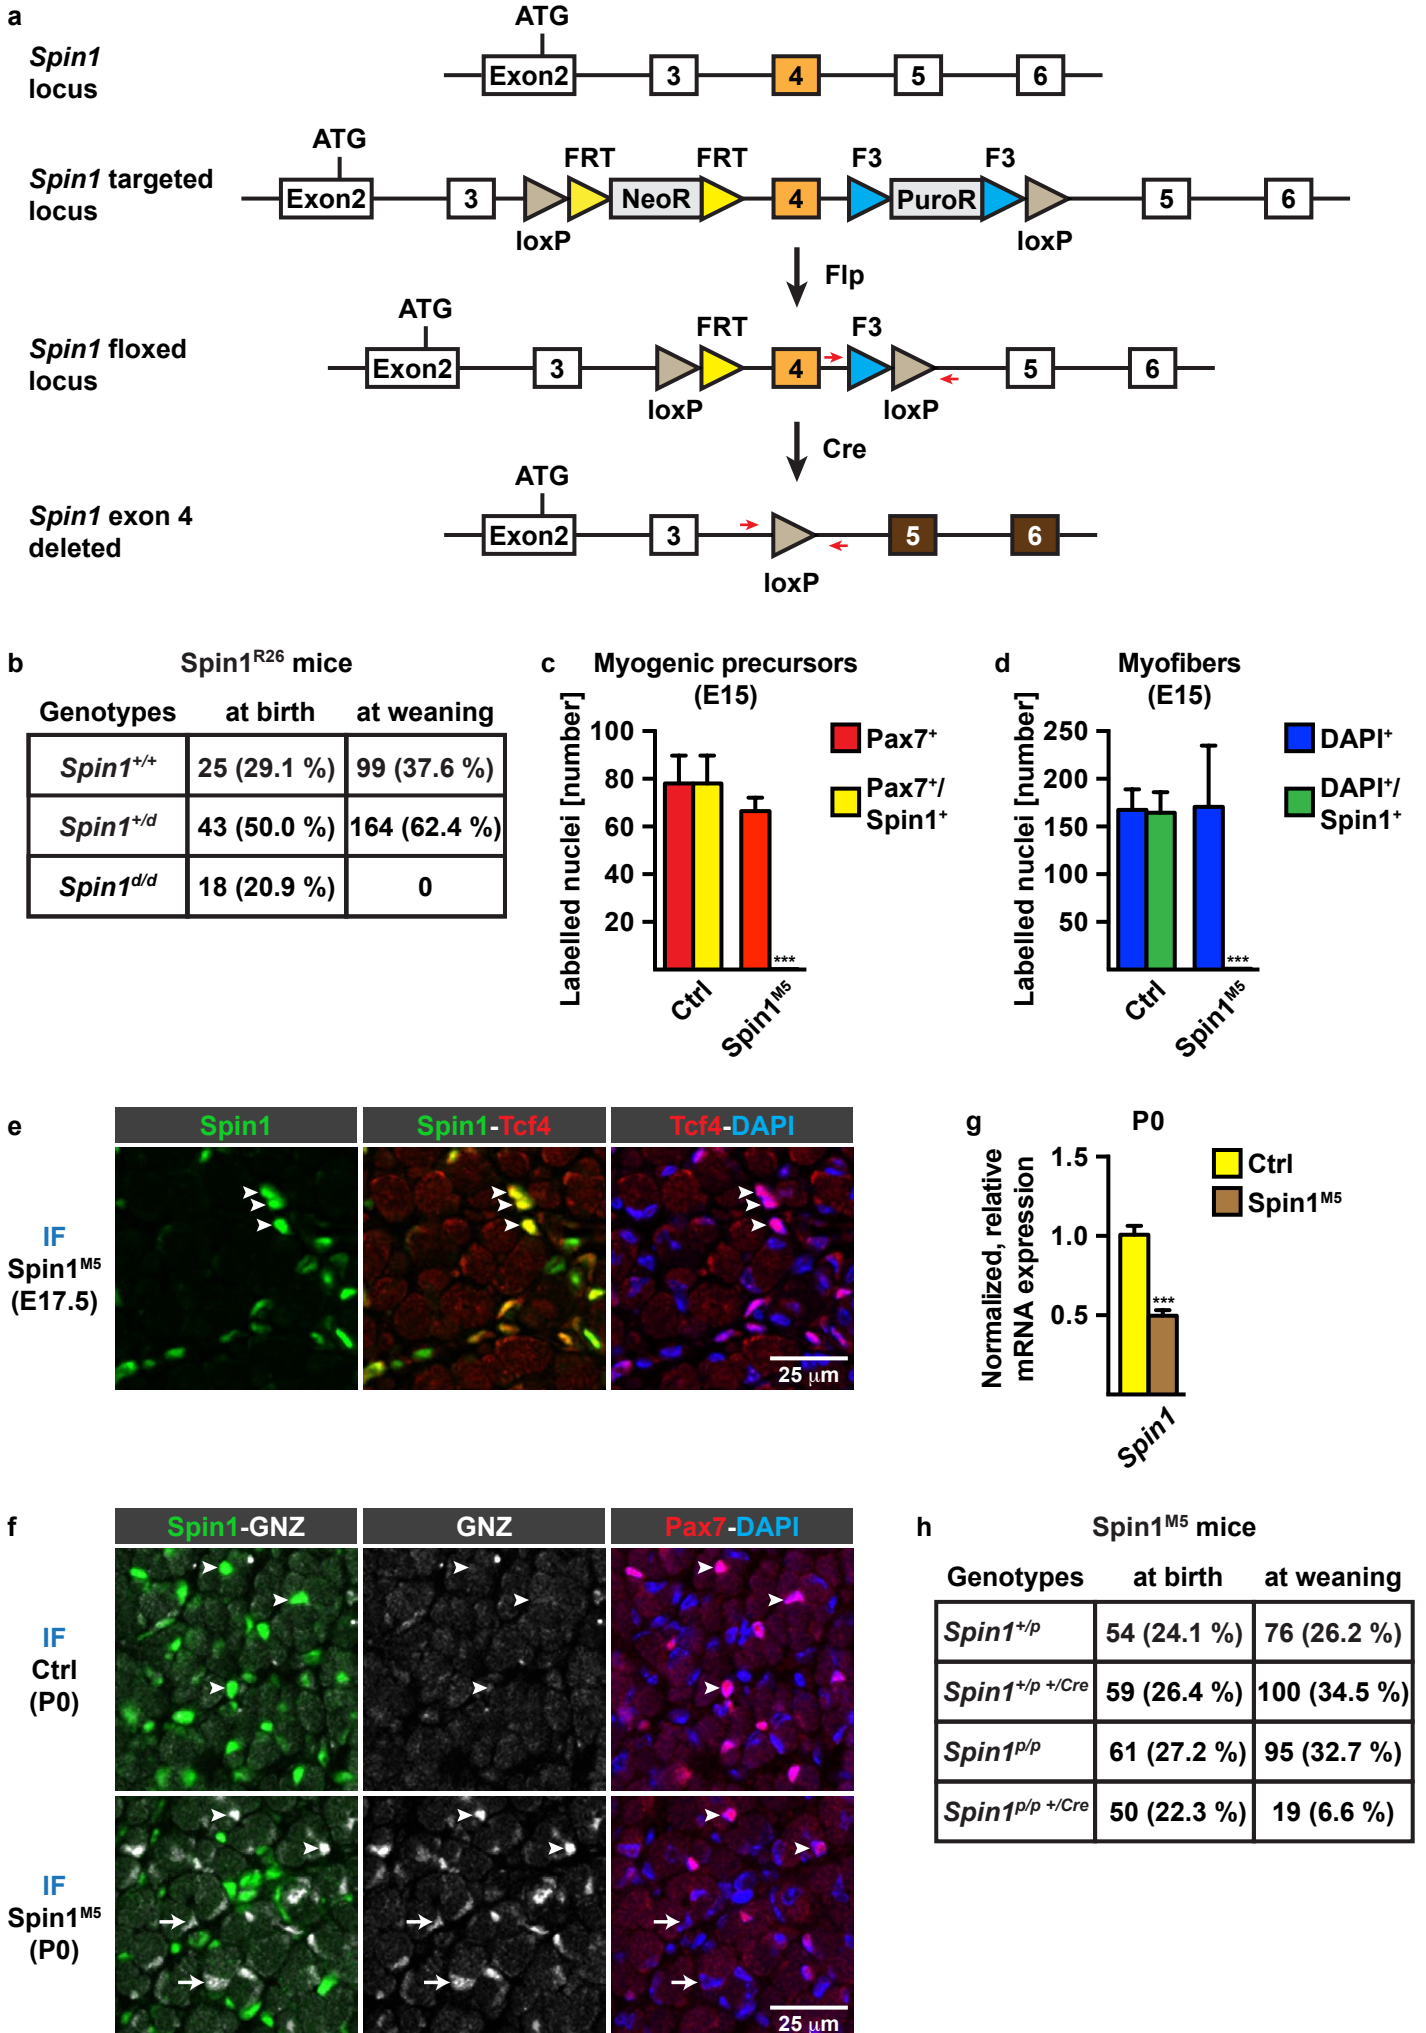 a
ATG
Spin1
locus
Exon2 3 4 5 6
ATG
FRT FRT F3 F3
Spin1 targeted
locus
Exon2 3 NeoR 4 PuroR 5 6
loxP loxP
Flp
ATG
FRT F3
Spin1 floxed
locus
Exon2 3 4 5 6
loxP loxP
Cre
ATG
Spin1 exon 4
deleted
Exon2 3 5 6
loxP
b
Spin1R26 mice
Genotypes at birth at weaning
Spin1+/+ 25 (29.1 %) 99 (37.6 %)
Spin1+/d 43 (50.0 %) 164 (62.4 %)
Spin1d/d 18 (20.9 %) 0
c
Myogenic precursors
(E15)
Labelled nuclei [number]
100
80
60
40
20
***
Ctrl
Spin1M5
Pax7+
Pax7+/
Spin1+
d
Myofibers
(E15)
Labelled nuclei [number]
250
200
150
100
50
***
Ctrl
Spin1M5
DAPI+
DAPI+/
Spin1+
e
Spin1 Spin1-Tcf4 Tcf4-DAPI
IF
Spin1M5
(E17.5)
25 μm
g
P0
Normalized, relative
mRNA expression
1.5
1.0
0.5
***
Spin1
Ctrl
Spin1M5
f
Spin1-GNZ GNZ Pax7-DAPI
IF
Ctrl
(P0)
IF
Spin1M5
(P0)
25 μm
h
Spin1M5 mice
Genotypes at birth at weaning
Spin1+/p 54 (24.1 %) 76 (26.2 %)
Spin1+/p +/Cre 59 (26.4 %) 100 (34.5 %)
Spin1p/p 61 (27.2 %) 95 (32.7 %)
Spin1p/p +/Cre 50 (22.3 %) 19 (6.6 %)